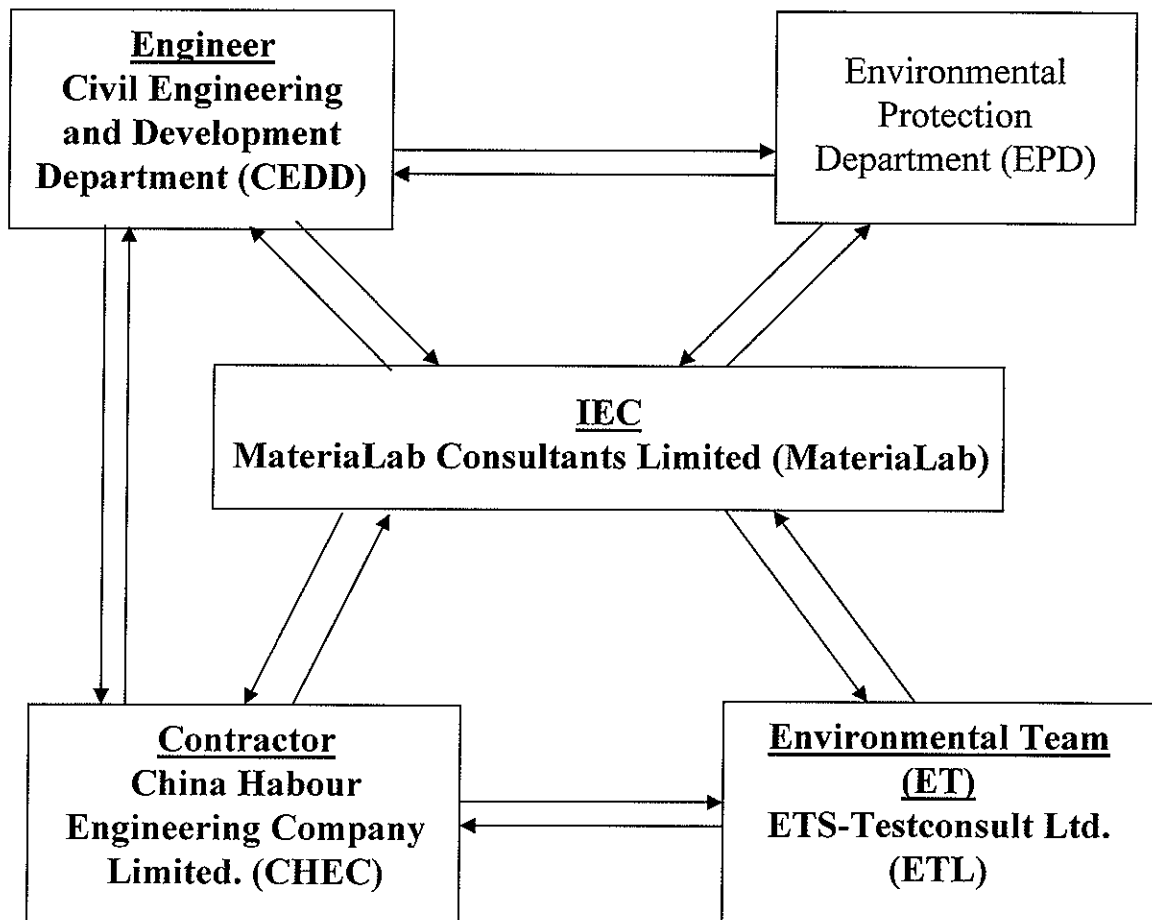 Engineer
Civil Engineering
and Development
Department (CEDD)
Environmental
Protection
Department (EPD)
IEC
MateriaLab Consultants Limited (MateriaLab)
Contractor
China Habour
Engineering Company
Limited. (CHEC)
Environmental Team
(ET)
ETS-Testconsult Ltd.
(ETL)